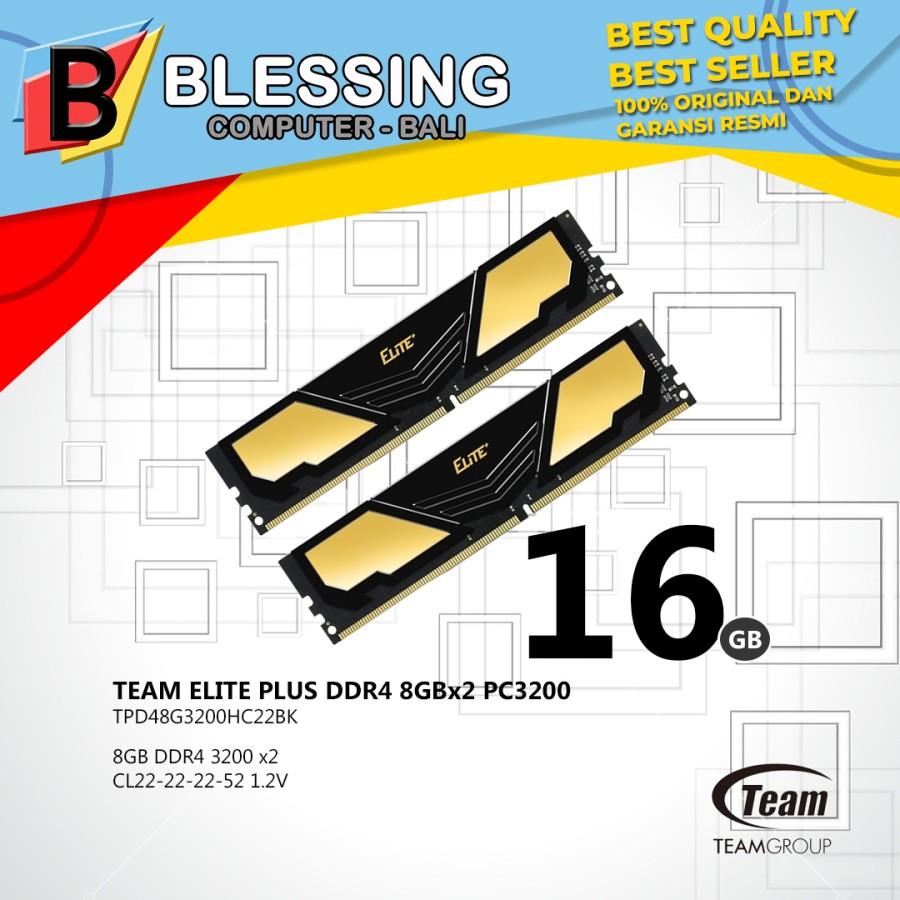 B
BLESSING
COMPUTER - BALI
BEST QUALITY
BEST SELLER
100% ORIGINAL DAN
GARANSI RESMI
ELITE+
ELITE+
16
GB
TEAM ELITE PLUS DDR4 8GBx2 PC3200
TPD48G3200HC22BK
8GB DDR4 3200 x2
CL22-22-22-52 1.2V
Team
TEAMGROUP